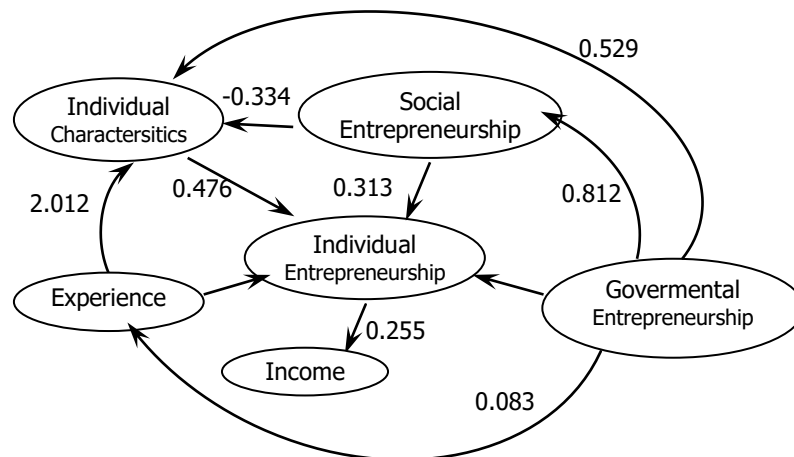 0.529
-0.334
Individual
Charactersitics
Social
Entrepreneurship
0.476
0.313
0.812
2.012
Individual
Entrepreneurship
Experience
Govermental
Entrepreneurship
0.255
Income
0.083